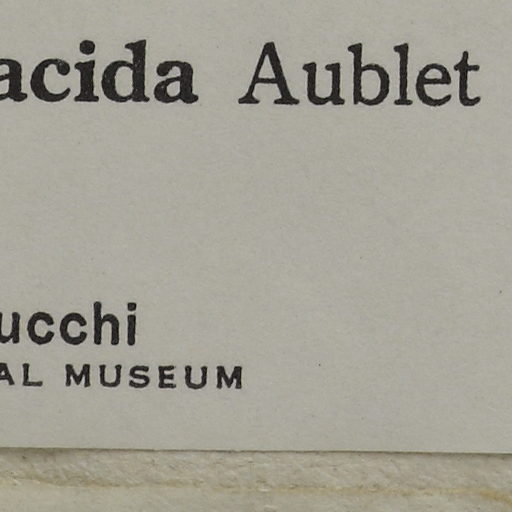 acida Aublet
ucchi
AL MUSEUM